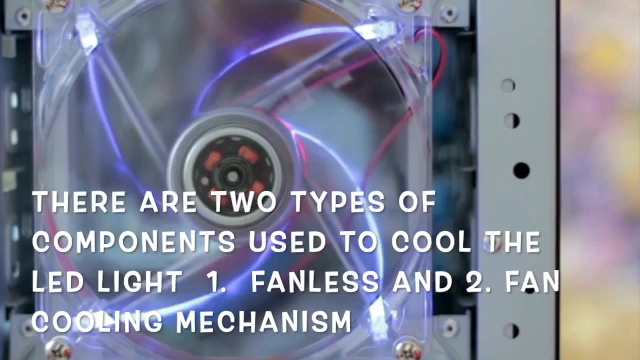 THERE ARE TWO TYPES OF
COMPONENTS USED TO COOL THE
LED LIGHT  1.  FANLESS AND 2. FAN
COOLING MECHANISM